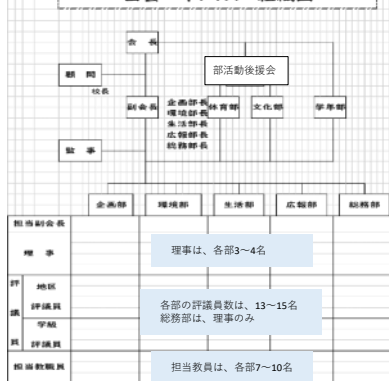 会　長
部活動後援会
顧　問
校長
副会長
企画部長
環境部長
生活部長
広報部長
総務部長
体育部
文化部
学年部
監　事
企画部　環境部　生活部　広報部　総務部
担当副会長
理　事
理事は、各部3～4名
評議員
地区
評議員
学級
評議員
各部の評議員数は、13～15名
総務部は、理事のみ
担当教職員
担当教員は、各部7～10名